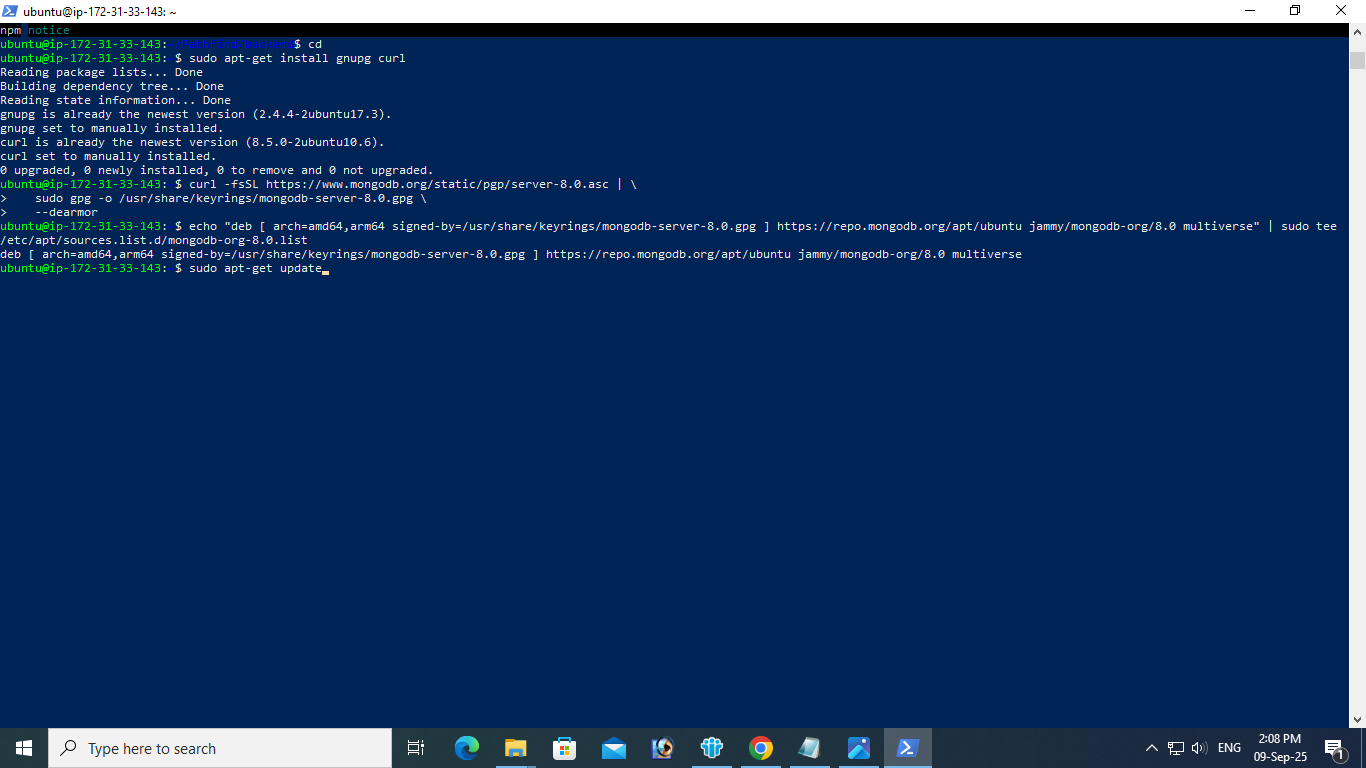 ubuntu@ip-172-31-33-143: ~
npm notice
ubuntu@ip-172-31-33-143:$ cd
ubuntu@ip-172-31-33-143: $ sudo apt-get install gnupg curl
Reading package lists... Done
Building dependency tree... Done
Reading state information... Done
gnupg is already the newest version (2.4.4-2ubuntu17.3).
gnupg set to manually installed.
curl is already the newest version (8.5.0-2ubuntu10.6).
curl set to manually installed.
0 upgraded, 0 newly installed, 0 to remove and 0 not upgraded.
ubuntu@ip-172-31-33-143: $ curl -fsSL https://www.mongodb.org/static/pgp/server-8.0.asc | \
>    sudo gpg -o /usr/share/keyrings/mongodb-server-8.0.gpg \
>    --dearmor
ubuntu@ip-172-31-33-143: $ echo "deb [ arch=amd64,arm64 signed-by=/usr/share/keyrings/mongodb-server-8.0.gpg ] https://repo.mongodb.org/apt/ubuntu jammy/mongodb-org/8.0 multiverse" | sudo tee
/etc/apt/sources.list.d/mongodb-org-8.0.list
deb [ arch=amd64,arm64 signed-by=/usr/share/keyrings/mongodb-server-8.0.gpg ] https://repo.mongodb.org/apt/ubuntu jammy/mongodb-org/8.0 multiverse
ubuntu@ip-172-31-33-143: $ sudo apt-get update
Type here to search
ENG
2:08 PM
09-Sep-25
1